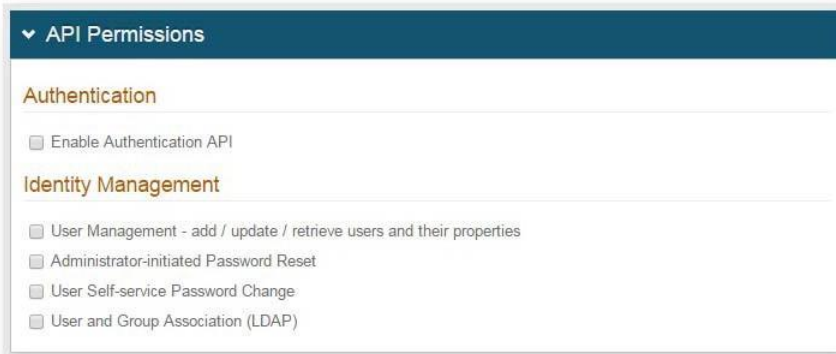 API Permissions
Authentication
Enable Authentication API
Identity Management
User Management - add / update / retrieve users and their properties
Administrator-initiated Password Reset
User Self-service Password Change
User and Group Association (LDAP)